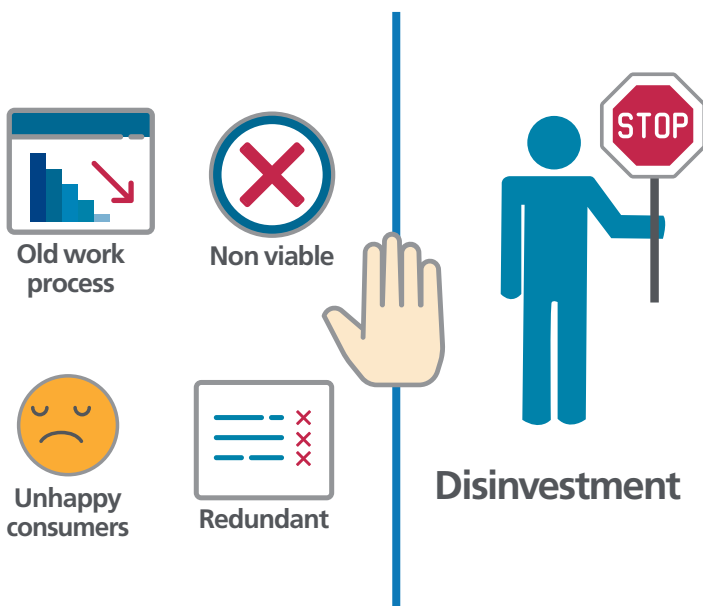 STOP
Old work
process
Non viable
Unhappy
consumers
Redundant
Disinvestment